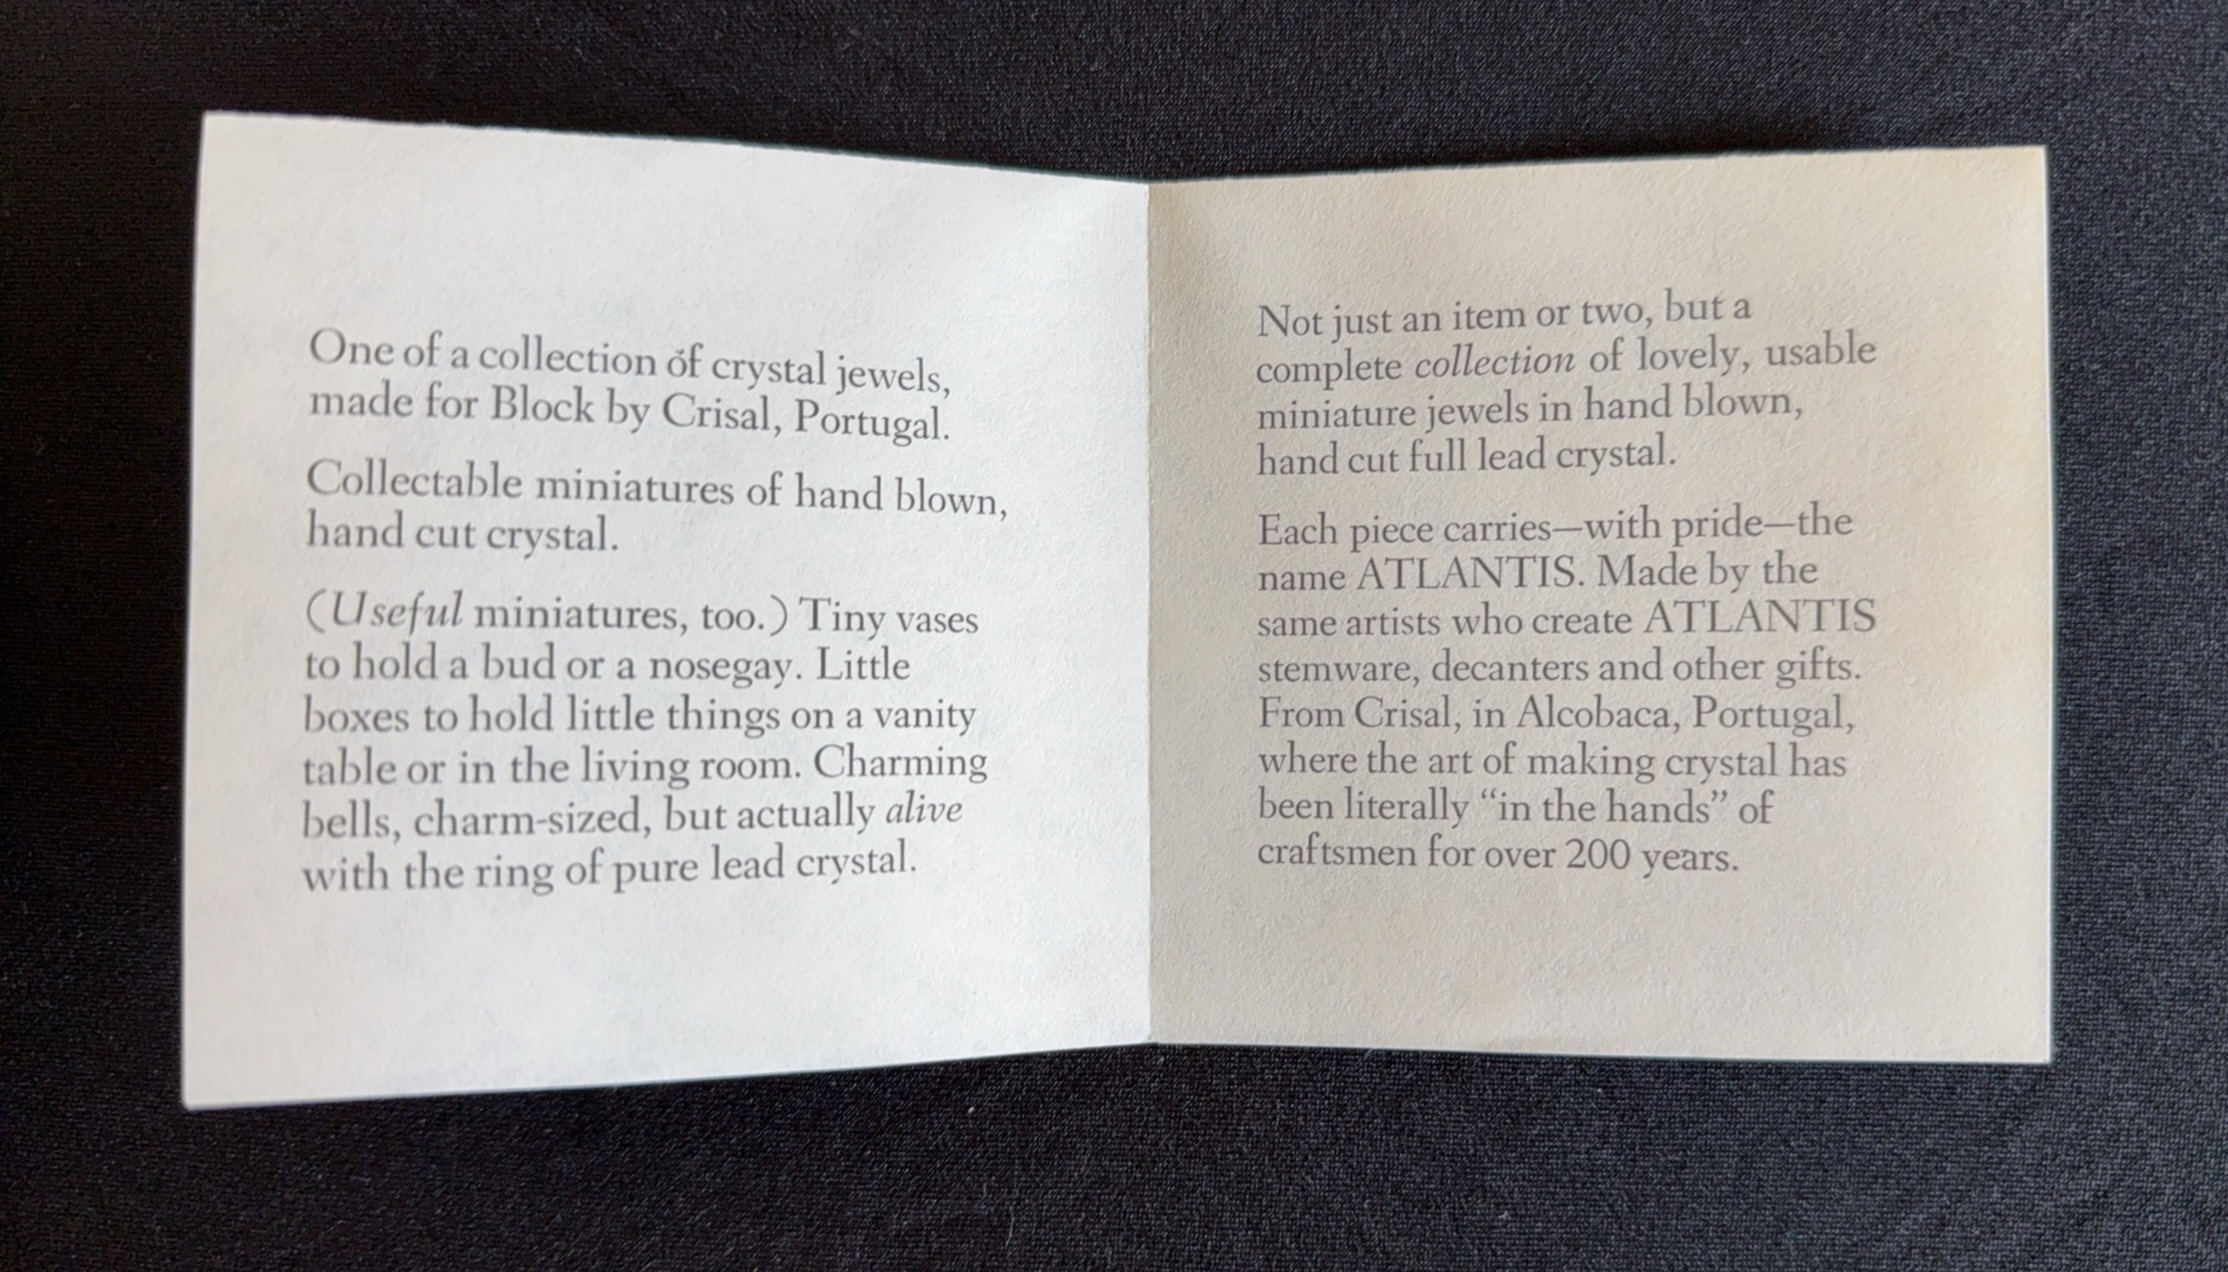 One of a collection of crystal jewels,
made for Block by Crisal, Portugal.
Collectable miniatures of hand blown,
hand cut crystal.
(Useful miniatures, too.) Tiny vases
to hold a bud or a nosegay. Little
boxes to hold little things on a vanity
table or in the living room. Charming
bells, charm-sized, but actually alive
with the ring of pure lead crystal.
Not just an item or two, but a
complete collection of lovely, usable
miniature jewels in hand blown,
hand cut full lead crystal.
Each piece carries—with pride—the
name ATLANTIS. Made by the
same artists who create ATLANTIS
stemware, decanters and other gifts.
From Crisal, in Alcobaca, Portugal,
where the art of making crystal has
been literally “in the hands” of
craftsmen for over 200 years.